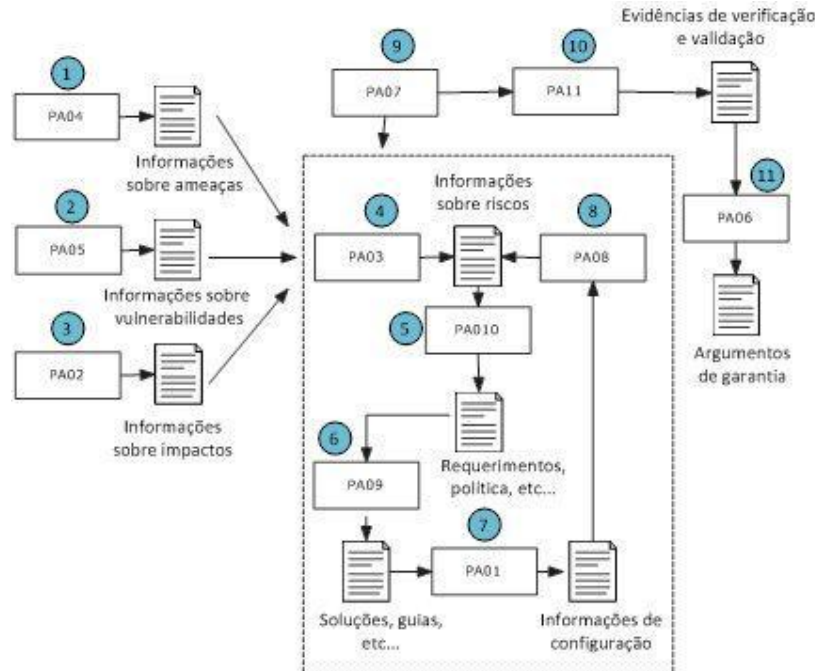 1
PA04
Informações
sobre ameaças
2
PA05
Informações sobre
vulnerabilidades
3
PA02
Informações
sobre impactos
9
PA07
10
PA11
Evidências de verificação
e validação
11
PA06
Argumentos
de garantia
4
PA03
Informações
sobre riscos
8
PA08
5
PA010
Requerimentos,
política, etc...
6
PA09
Soluções, guias,
etc...
7
PA01
Informações de
configuração